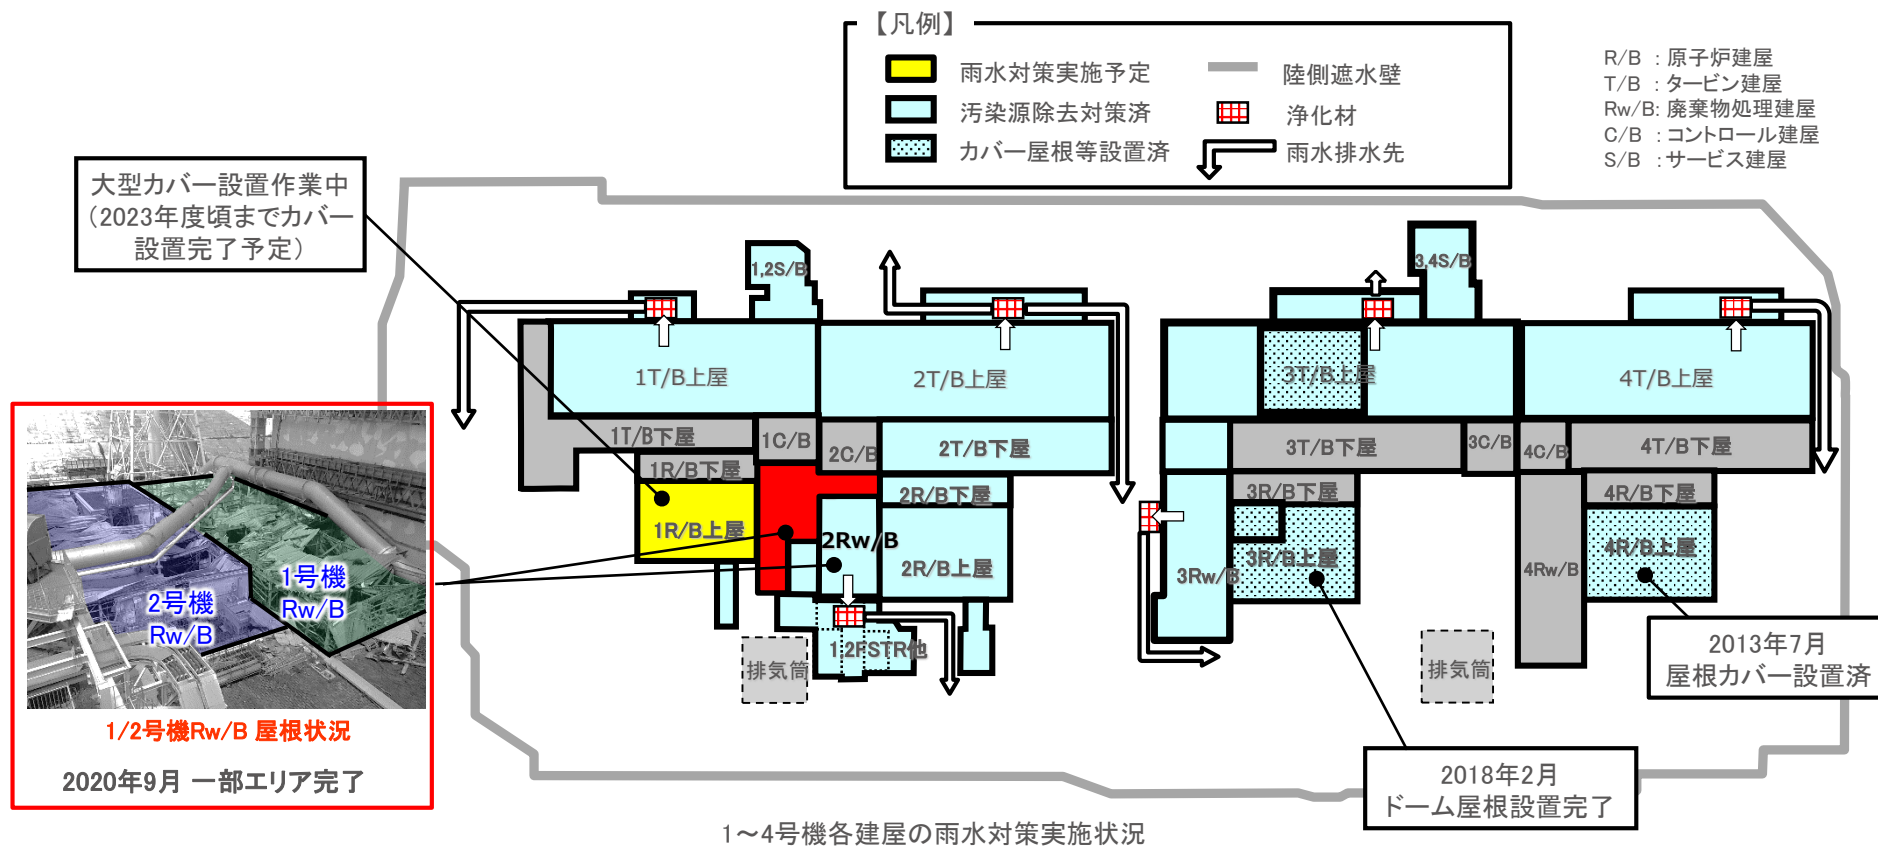 【凡例】
雨水対策実施予定
汚染源除去対策済
カバー屋根等設置済
陸側遮水壁
浄化材
雨水排水先
R/B ：原子炉建屋
T/B ：タービン建屋
Rw/B: 廃棄物処理建屋
C/B ：コントロール建屋
S/B ：サービス建屋
大型カバー設置作業中
（2023年度頃までカバー
設置完了予定）
1,2S/B
3,4S/B
1T/B上屋
2T/B上屋
3T/B上屋
4T/B上屋
1T/B下屋
1C/B
2C/B
2T/B下屋
3T/B下屋
3C/B
4C/B
4T/B下屋
1R/B下屋
2R/B下屋
3R/B下屋
4R/B下屋
1R/B上屋
2Rw/B
2R/B上屋
3Rw/B
3R/B上屋
4Rw/B
4R/B上屋
1号機
Rw/B
2号機
Rw/B
1,2FSTR他
排気筒
排気筒
1/2号機Rw/B 屋根状況
2020年9月 一部エリア完了
2013年7月
屋根カバー設置済
2018年2月
ドーム屋根設置完了
1～4号機各建屋の雨水対策実施状況